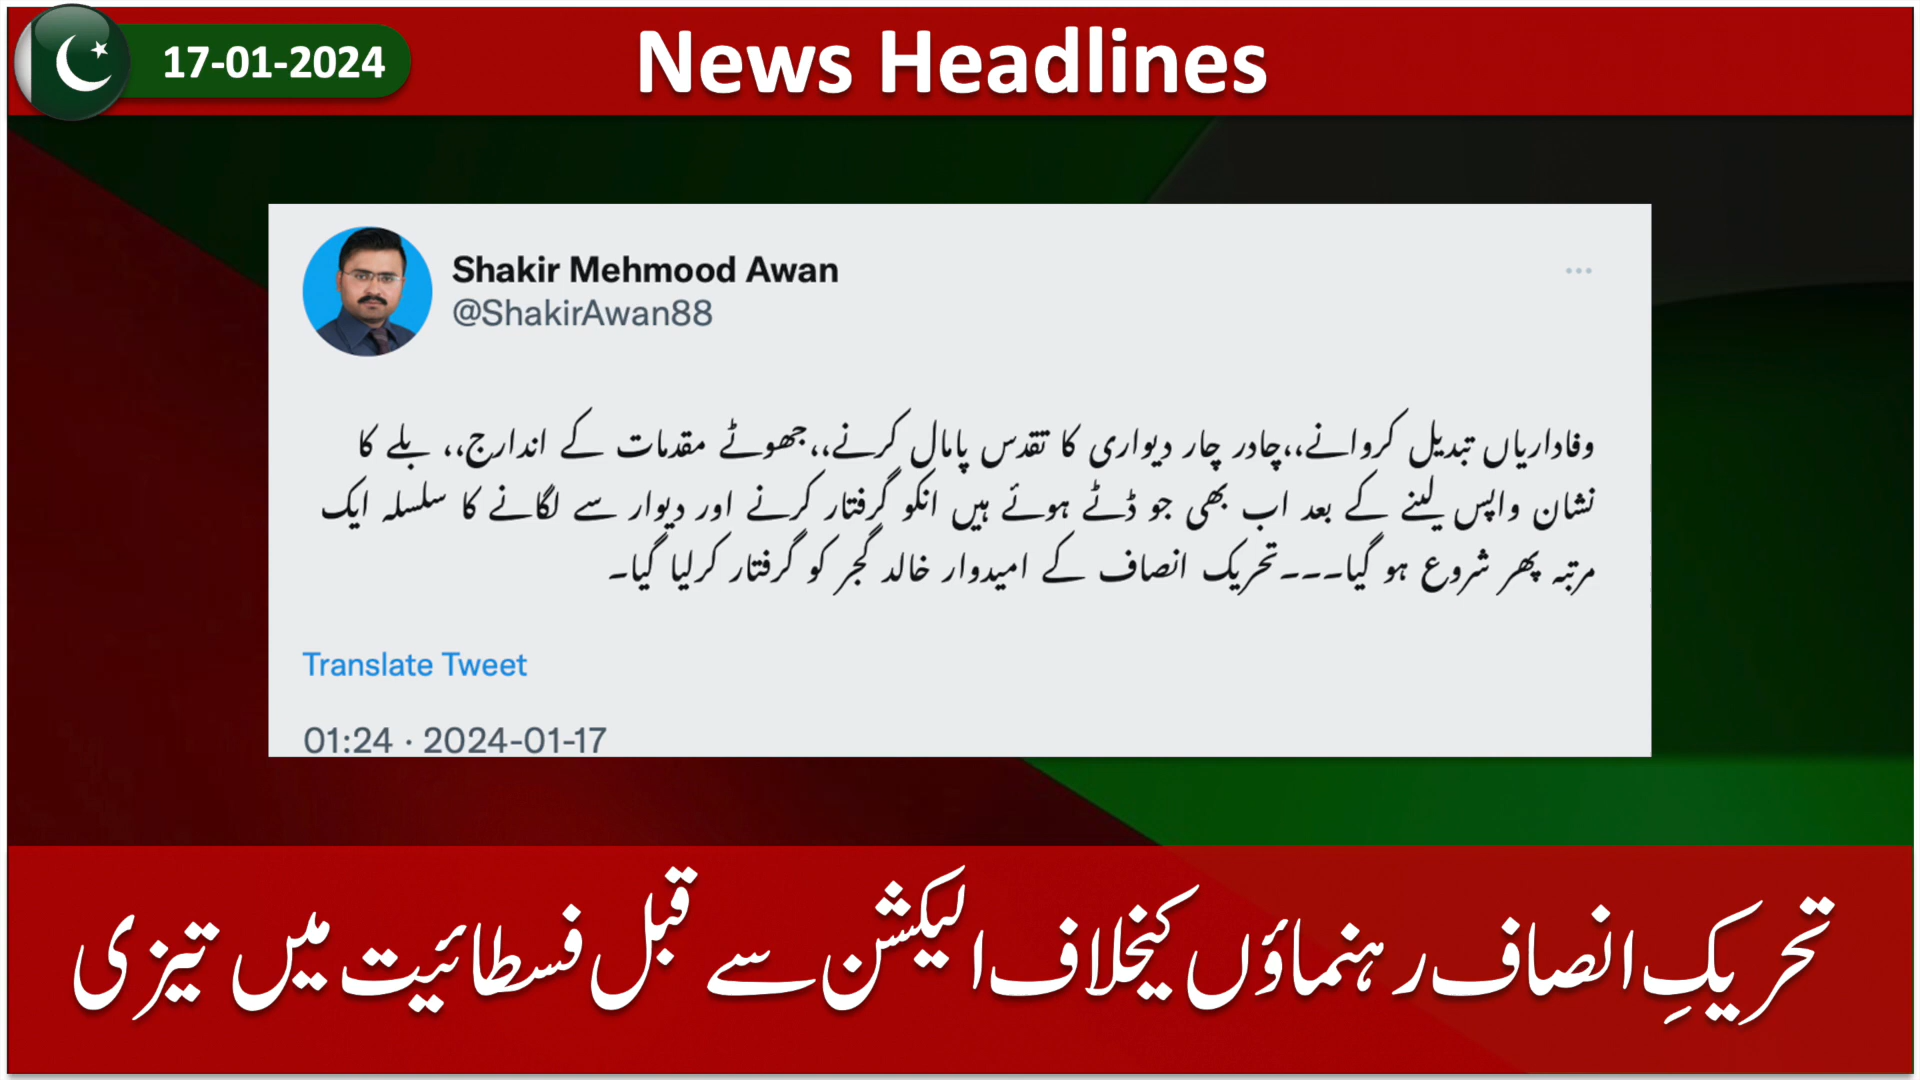 17-01-2024
News Headlines
Shakir Mehmood Awan
@ShakirAwan88
وفاداریاں تبدیل کروانے،،چادر چار دیواری کا تقدس پامال کرنے،،جھوٹے مقدمات کے اندارج،، بلے کا
نشان واپس لینے کے بعد اب بھی جو ڈٹے ہوئے ہیں انکو گرفتار کرنے اور دیوار سے لگانے کا سلسلہ ایک
مرتبہ پھر شروع ہو گیا۔۔۔تحریک انصاف کے امیدوار خالد گجر کو گرفتار کرلیا گیا۔
Translate Tweet
01:24 · 2024-01-17
تحریکِ انصاف رہنماؤں کیخلاف الیکشن سے قبل فسطائیت میں تیزی